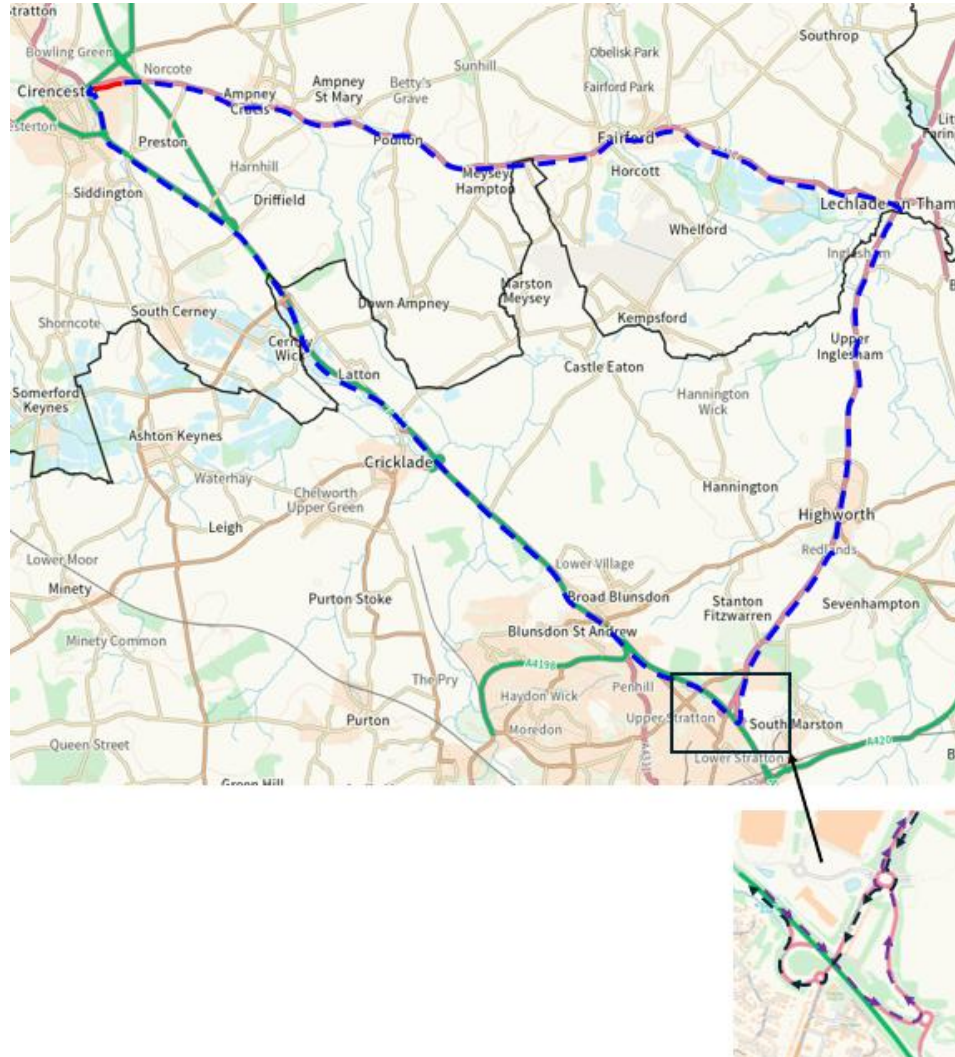 Stratton
Southrop
Bowling Green
Norcote
Obelisk Park
Sunhill
Cirencest
Ampney
Crucis
Ampney
St Mary
Betty's
Grave
Fairford Park
esterton
Preston
Poulton
Fairford
Harnhill
Meysey
Hampton
Horcott
Siddington
Driffield
Lechlade on Tham
Whelford
Inglesham
Marston
Meysey
South Cerney
Down Ampney
Kempsford
Shorncote
Cerney
Wick
Upper
Inglesham
Latton
Castle Eaton
Somerford
Keynes
Hannington
Wick
Ashton Keynes
Cricklade
Waterhay
Hannington
Chelworth
Upper Green
Leigh
Highworth
Lower Moor
Redlands
Lower Village
Minety
Purton Stoke
Broad Blunsdon
Stanton
Fitzwarren
Sevenhampton
Minety Common
Blunsdon St Andrew
A4198
The Pry
Haydon Wick
Penhill
Purton
Upper Stratton
South Marston
Moredon
Queen Street
A420
Lower Stratton
Green Hill